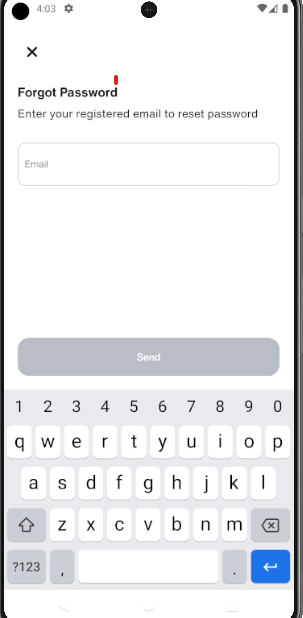 4:03
Forgot Password
Enter your registered email to reset password
Email
Send
1 2 3 4 5 6 7 8 9 0
q w e r t y u i o p
a s d f g h j k l
z x c v b n m
?123 , .